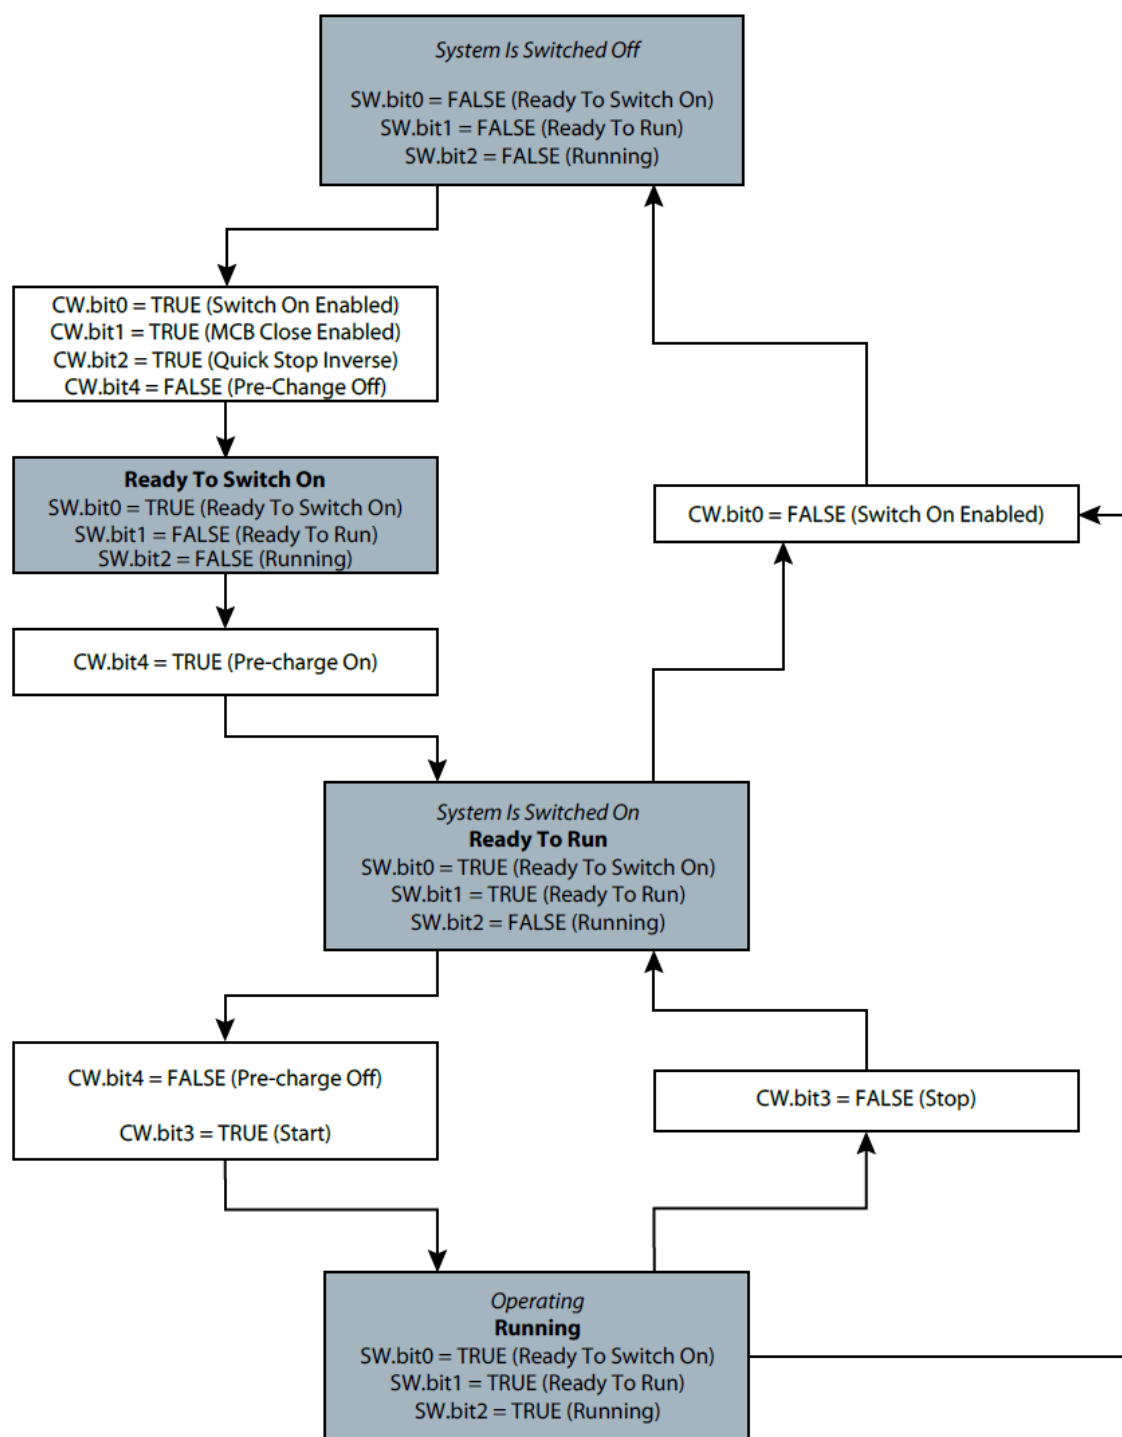 System Is Switched Off
SW.bit0 = FALSE (Ready To Switch On)
SW.bit1 = FALSE (Ready To Run)
SW.bit2 = FALSE (Running)
CW.bit0 = TRUE (Switch On Enabled)
CW.bit1 = TRUE (MCB Close Enabled)
CW.bit2 = TRUE (Quick Stop Inverse)
CW.bit4 = FALSE (Pre-Change Off)
Ready To Switch On
SW.bit0 = TRUE (Ready To Switch On)
SW.bit1 = FALSE (Ready To Run)
SW.bit2 = FALSE (Running)
CW.bit0 = FALSE (Switch On Enabled)
CW.bit4 = TRUE (Pre-charge On)
System Is Switched On
Ready To Run
SW.bit0 = TRUE (Ready To Switch On)
SW.bit1 = TRUE (Ready To Run)
SW.bit2 = FALSE (Running)
CW.bit4 = FALSE (Pre-charge Off)
CW.bit3 = TRUE (Start)
CW.bit3 = FALSE (Stop)
Operating
Running
SW.bit0 = TRUE (Ready To Switch On)
SW.bit1 = TRUE (Ready To Run)
SW.bit2 = TRUE (Running)